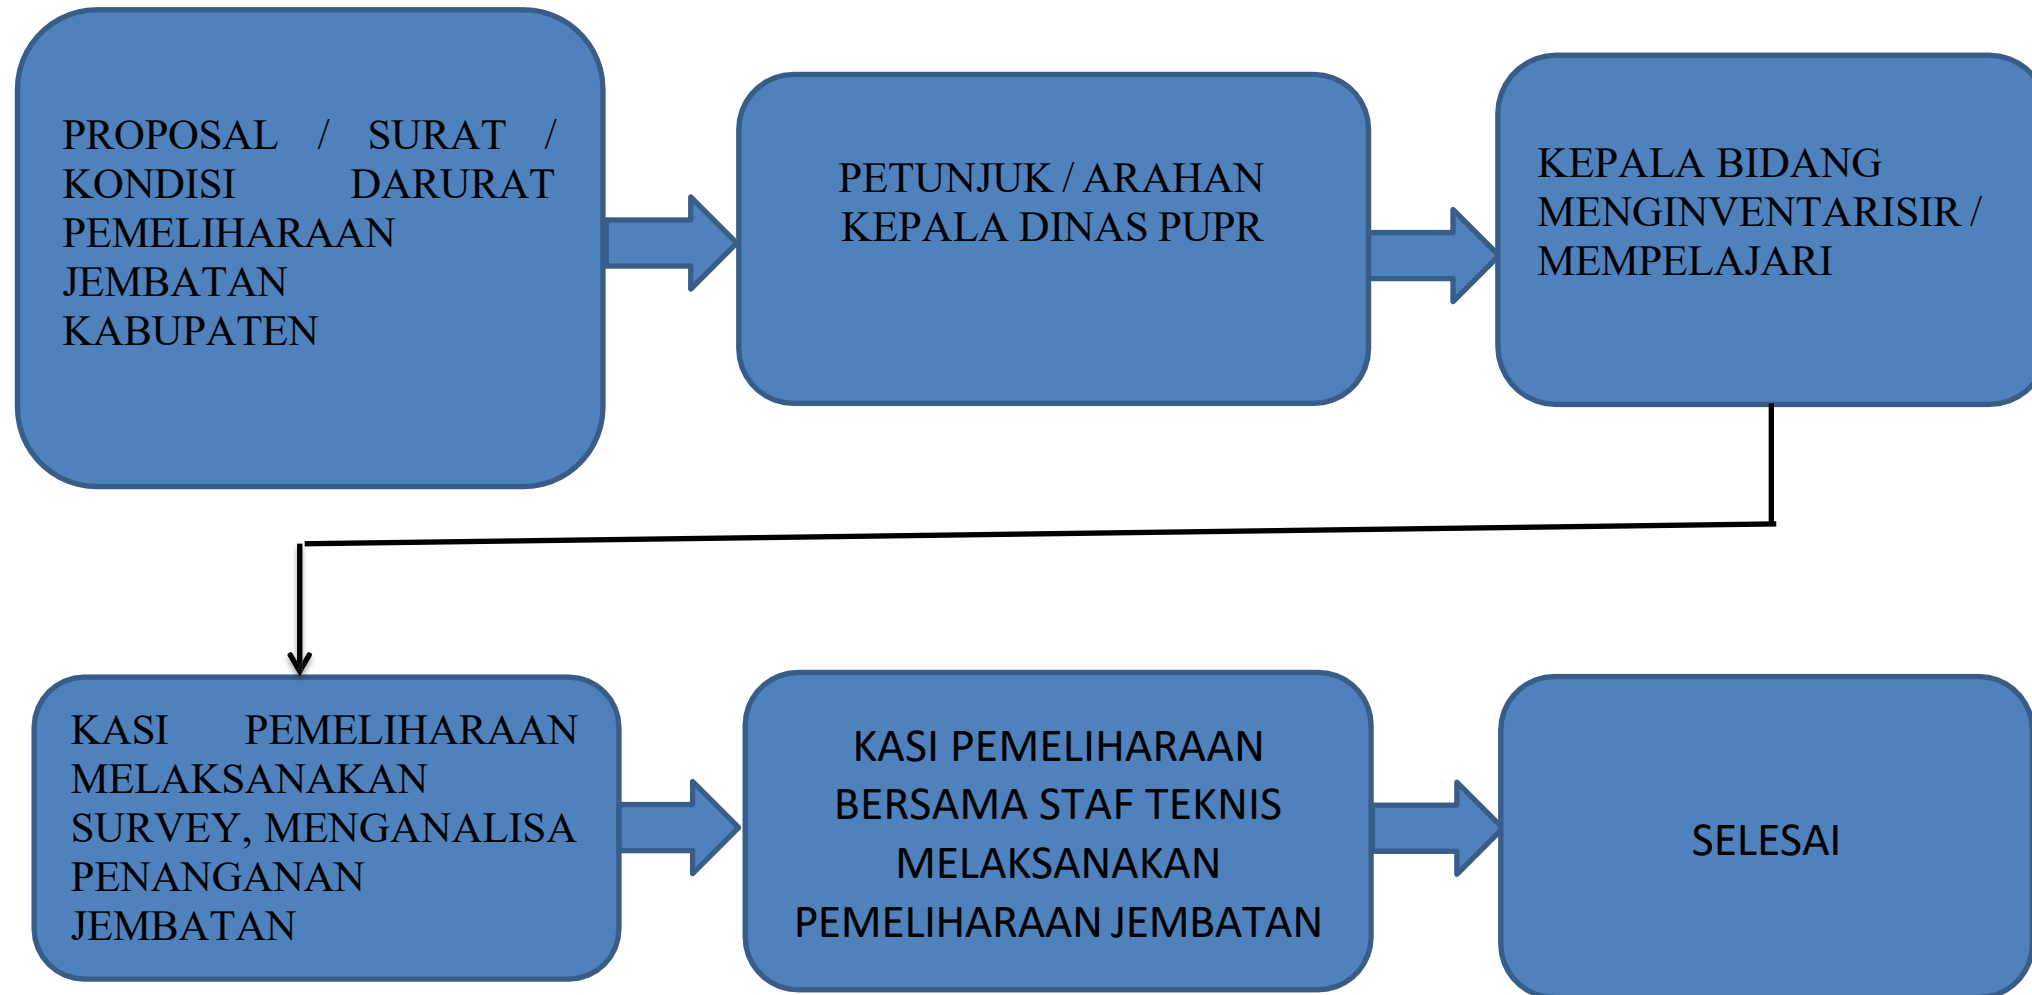 PROPOSAL / SURAT /
KONDISI DARURAT
PEMELIHARAAN
JEMBATAN
KABUPATEN
PETUNJUK / ARAHAN
KEPALA DINAS PUPR
KEPALA BIDANG
MENGINVENTARISIR /
MEMPELAJARI
KASI PEMELIHARAAN
MELAKSANAKAN
SURVEY, MENGANALISA
PENANGANAN
JEMBATAN
KASI PEMELIHARAAN
BERSAMA STAF TEKNIS
MELAKSANAKAN
PEMELIHARAAN JEMBATAN
SELESAI